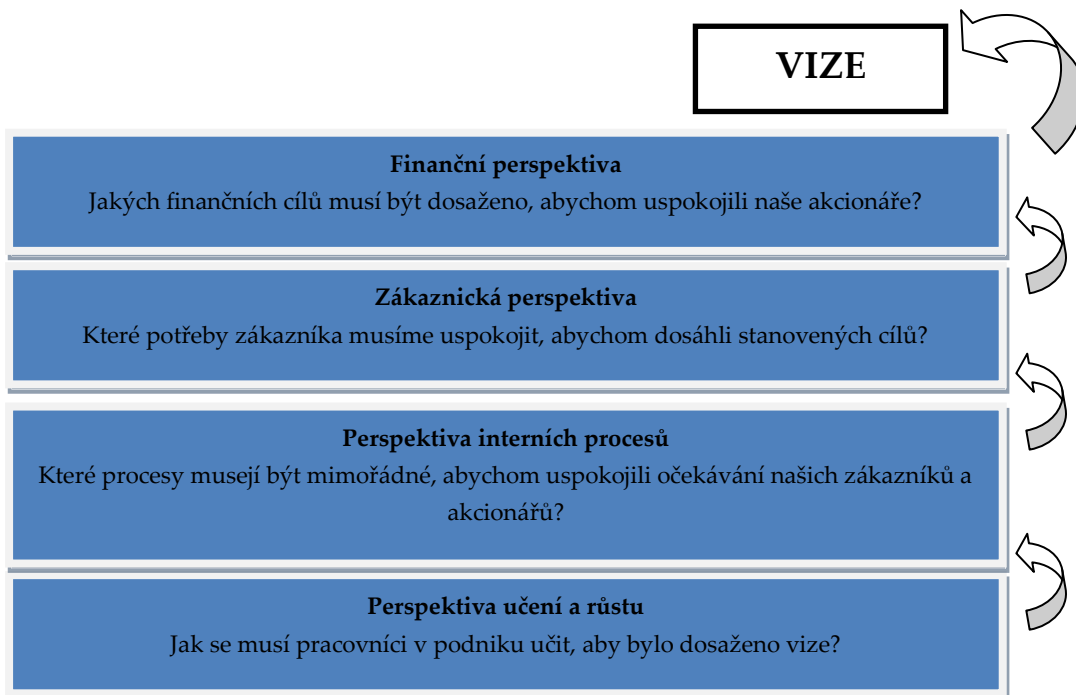 VIZE
Finanční perspektiva
Jakých finančních cílů musí být dosaženo, abychom uspokojili naše akcionáře?
Zákaznická perspektiva
Které potřeby zákazníka musíme uspokojit, abychom dosáhli stanovených cílů?
Perspektiva interních procesů
Které procesy musejí být mimořádné, abychom uspokojili očekávání našich zákazníků a
akcionářů?
Perspektiva učení a růstu
Jak se musí pracovníci v podniku učit, aby bylo dosaženo vize?